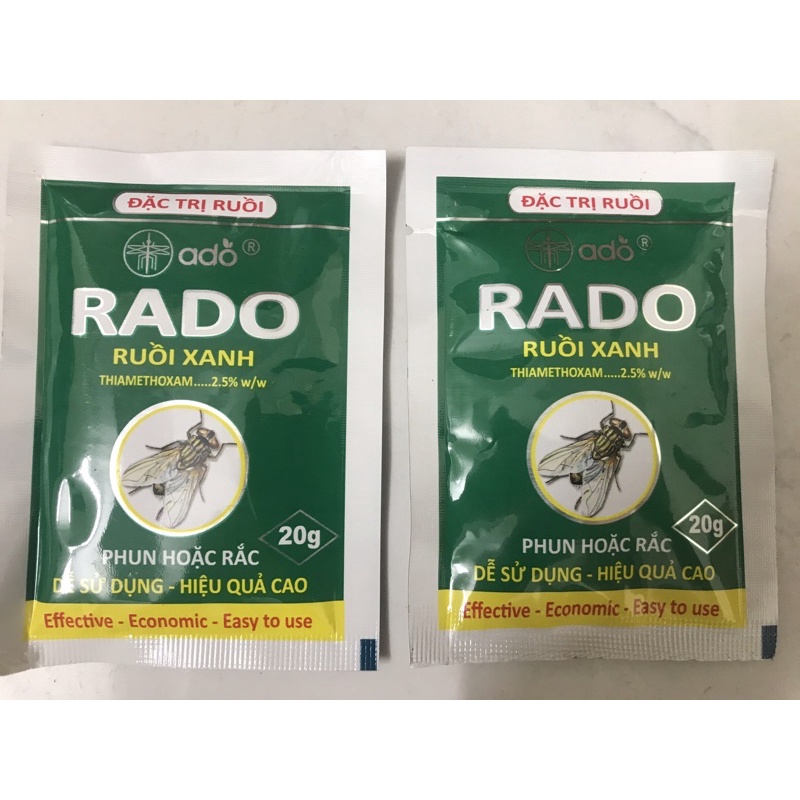 ĐẶC TRỊ RUỒI
ado ®
RADO
RUỒI XANH
THIAMETHOXAM.....2.5% w/w
20g
PHUN HOẶC RẮC
DỄ SỬ DỤNG - HIỆU QUẢ CAO
Effective - Economic - Easy to use
ĐẶC TRỊ RUỒI
ado ®
RADO
RUỒI XANH
THIAMETHOXAM.....2.5% w/w
20g
PHUN HOẶC RẮC
DỄ SỬ DỤNG - HIỆU QUẢ CAO
Effective - Economic - Easy to use